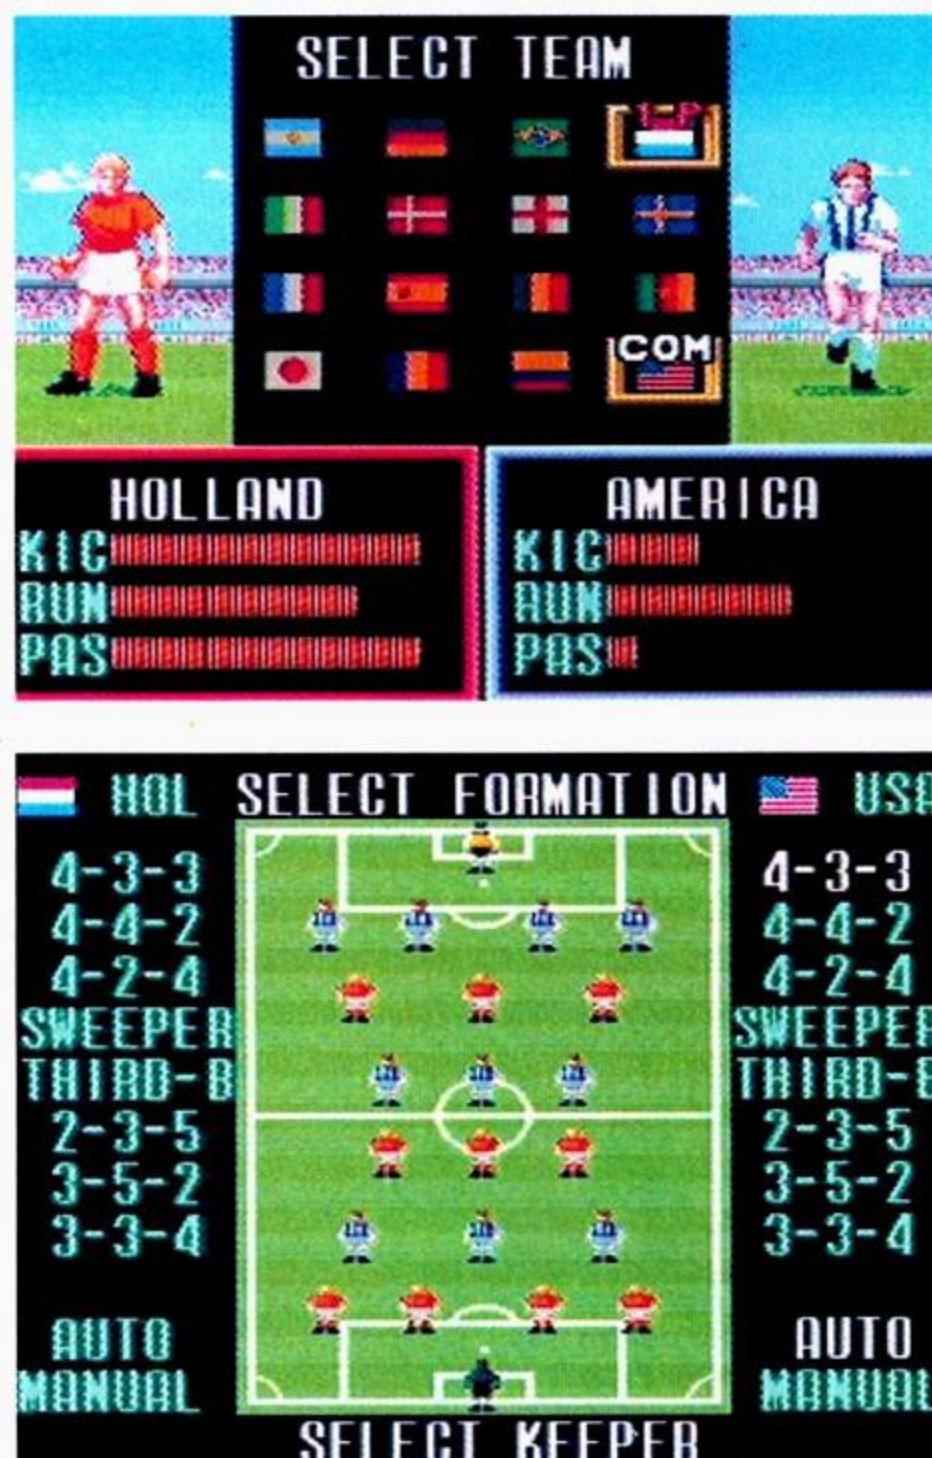 SELECT TEAM
1P
COM
HOLLAND
KIC
RUN
PAS
AMERICA
KIC
RUN
PAS
HOL SELECT FORMATION USA
4-3-3
4-4-2
4-2-4
SWEEPER
THIRD-B
2-3-5
3-5-2
3-3-4
AUTO
MANUAL
4-3-3
4-4-2
4-2-4
SWEEPER
THIRD-B
2-3-5
3-5-2
3-3-4
AUTO
MANUAL
SELECT KEEPER